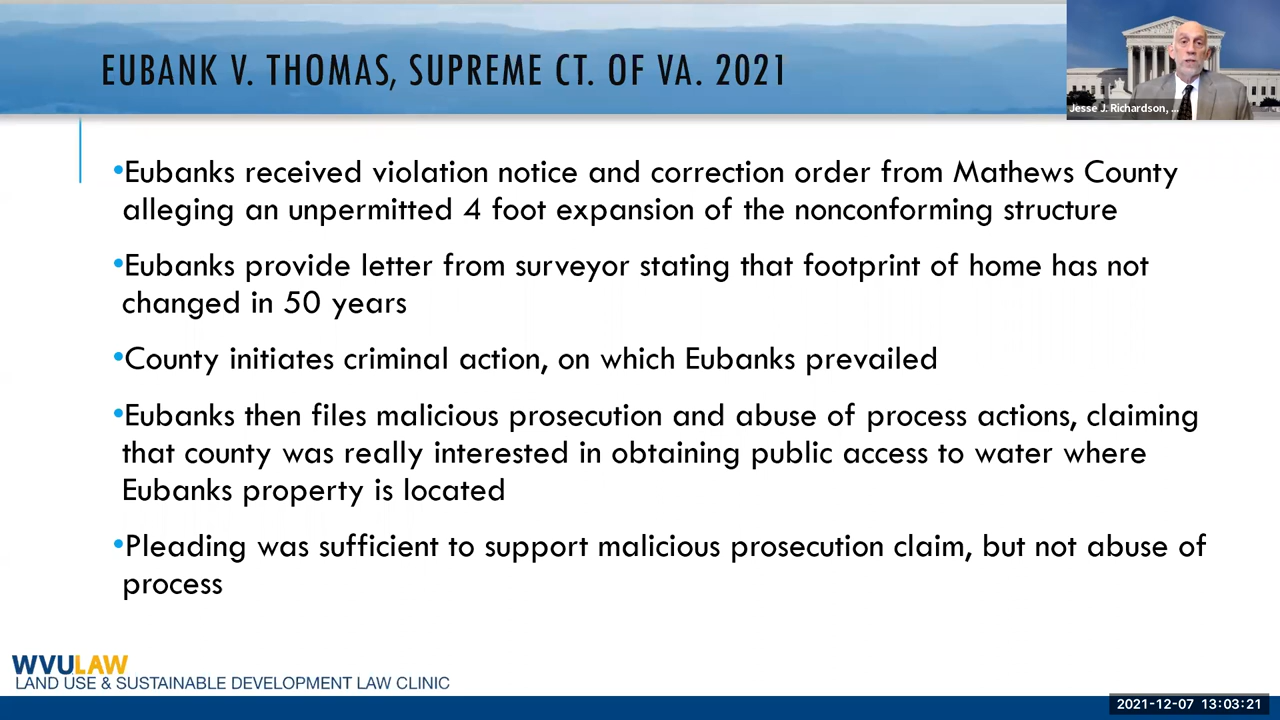 EUBANK V. THOMAS, SUPREME CT. OF VA. 2021
Jesse J. Richardson, ...
•Eubanks received violation notice and correction order from Mathews County
alleging an unpermitted 4 foot expansion of the nonconforming structure
•Eubanks provide letter from surveyor stating that footprint of home has not
changed in 50 years
•County initiates criminal action, on which Eubanks prevailed
•Eubanks then files malicious prosecution and abuse of process actions, claiming
that county was really interested in obtaining public access to water where
Eubanks property is located
•Pleading was sufficient to support malicious prosecution claim, but not abuse of
process
WVULAW
LAND USE & SUSTAINABLE DEVELOPMENT LAW CLINIC
2021-12-07 13:03:21